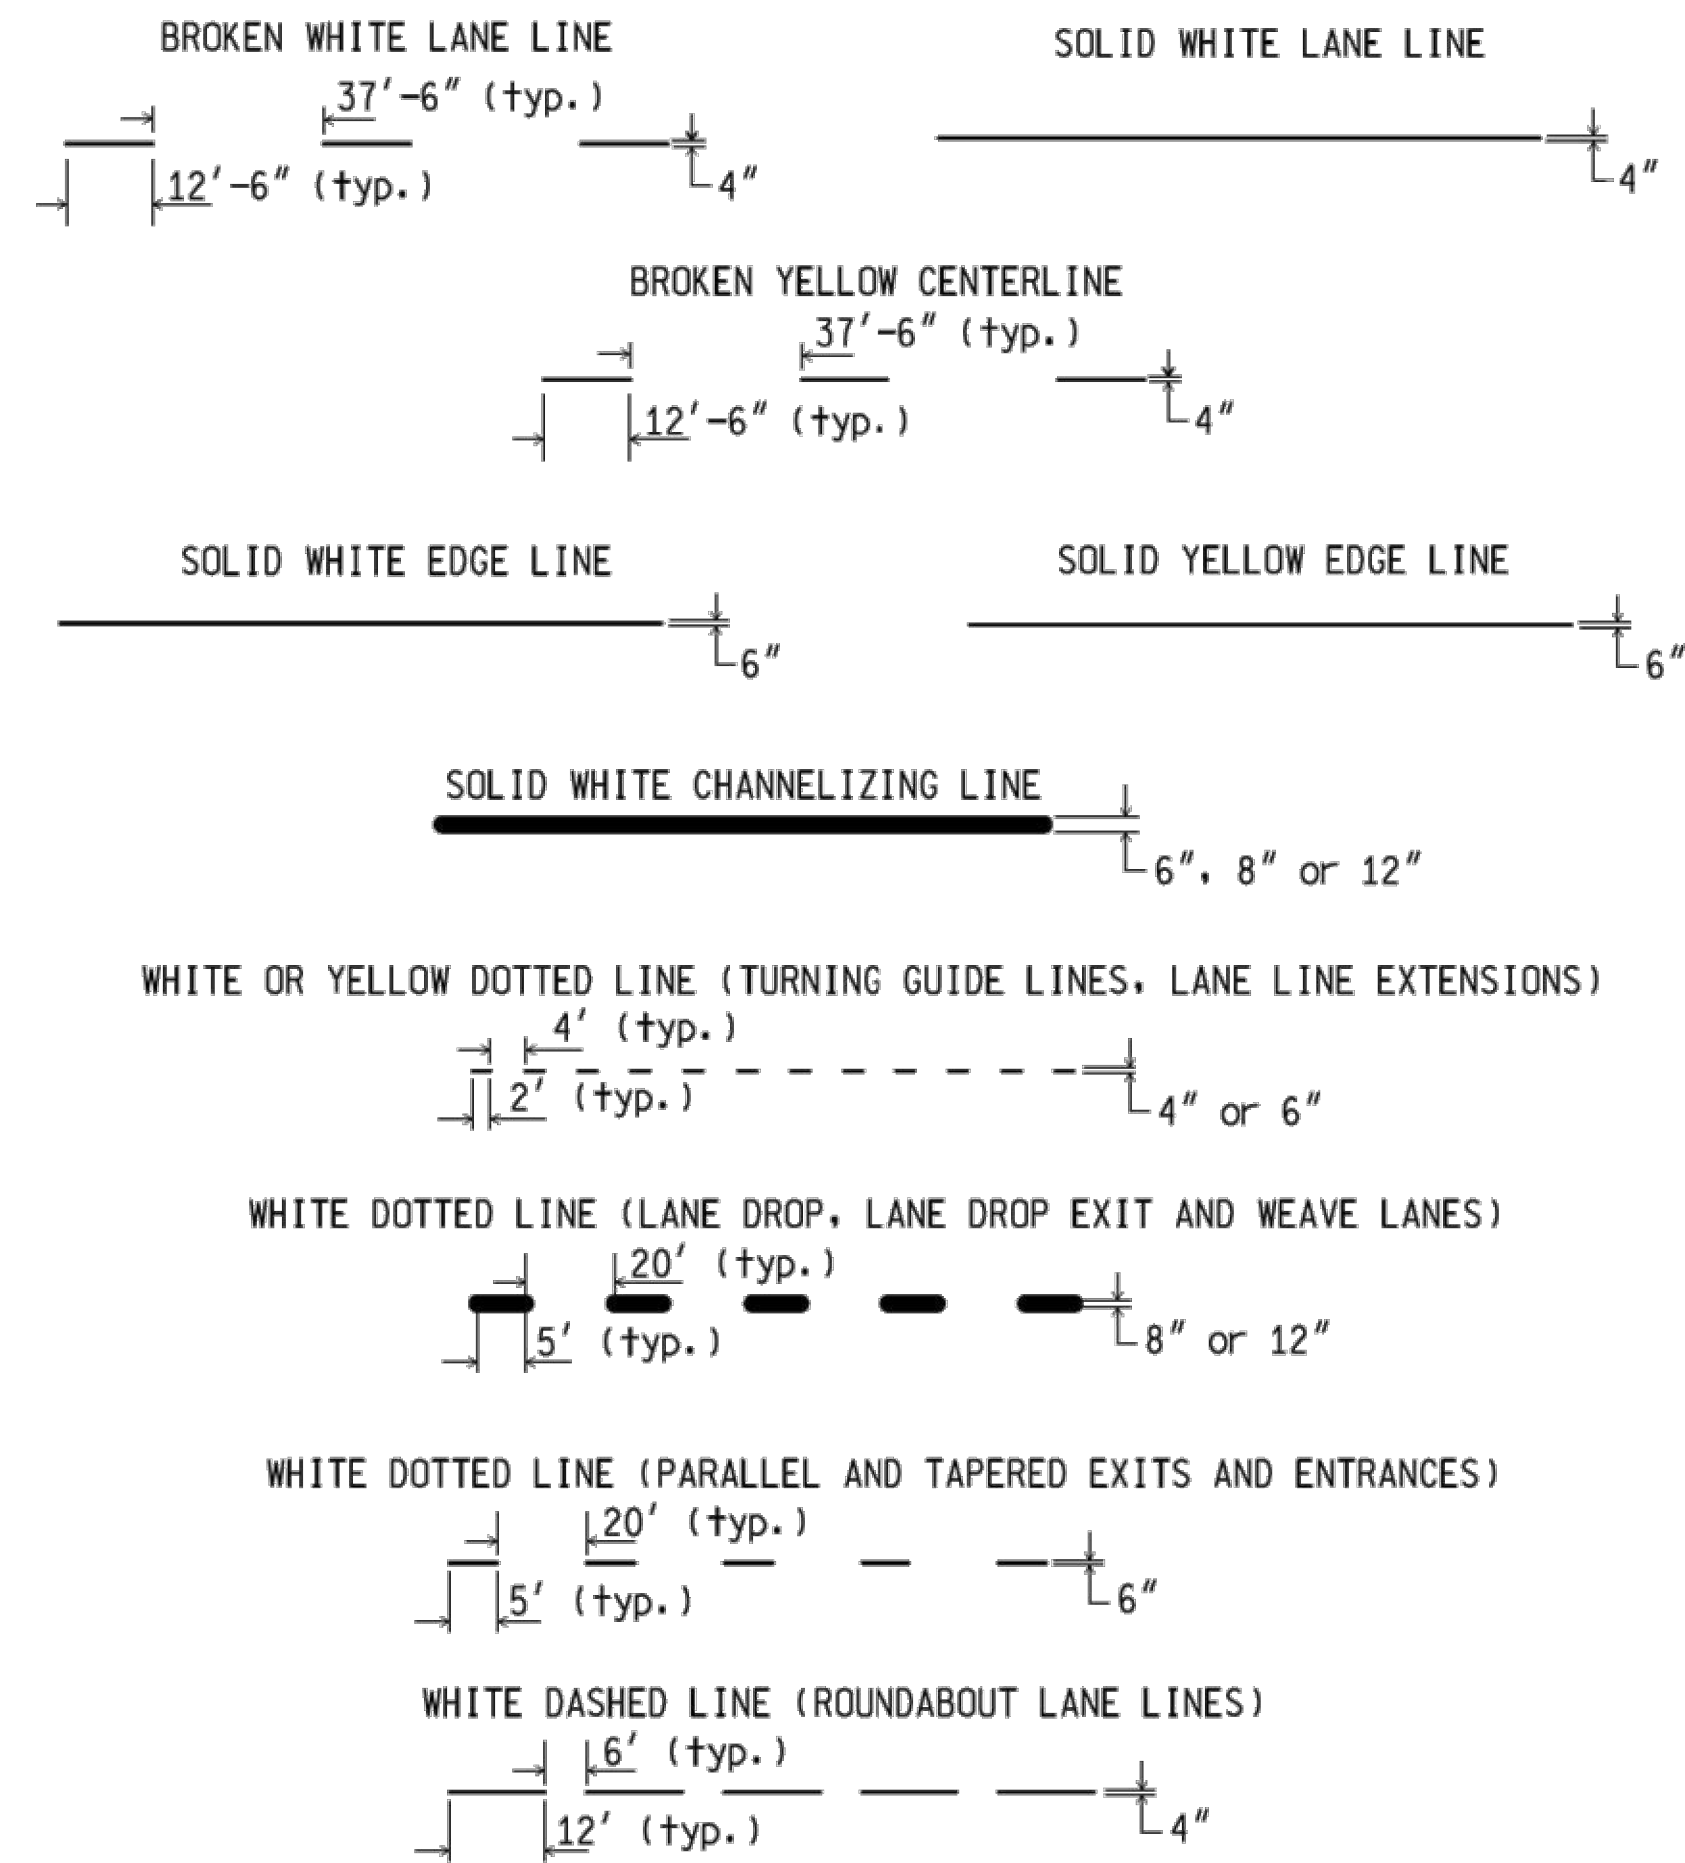 BROKEN WHITE LANE LINE
37'-6" (typ.)
12'-6" (typ.)
4"
SOLID WHITE LANE LINE
4"
BROKEN YELLOW CENTERLINE
37'-6" (typ.)
12'-6" (typ.)
4"
SOLID WHITE EDGE LINE
6"
SOLID YELLOW EDGE LINE
6"
SOLID WHITE CHANNELIZING LINE
6", 8" or 12"
WHITE OR YELLOW DOTTED LINE (TURNING GUIDE LINES, LANE LINE EXTENSIONS)
4' (typ.)
2' (typ.)
4" or 6"
WHITE DOTTED LINE (LANE DROP, LANE DROP EXIT AND WEAVE LANES)
20' (typ.)
5' (typ.)
8" or 12"
WHITE DOTTED LINE (PARALLEL AND TAPERED EXITS AND ENTRANCES)
20' (typ.)
5' (typ.)
6"
WHITE DASHED LINE (ROUNDABOUT LANE LINES)
6' (typ.)
12' (typ.)
4"